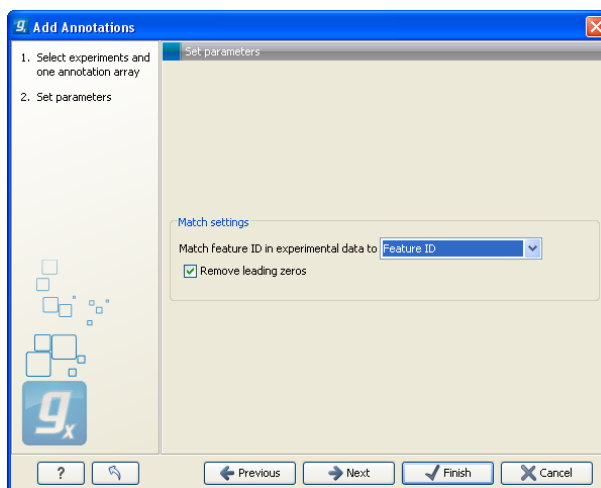 Add Annotations
1. Select experiments and
one annotation array
2. Set parameters
Set parameters
Match settings
Match feature ID in experimental data to Feature ID
Remove leading zeros
gx
? Previous Next Finish Cancel